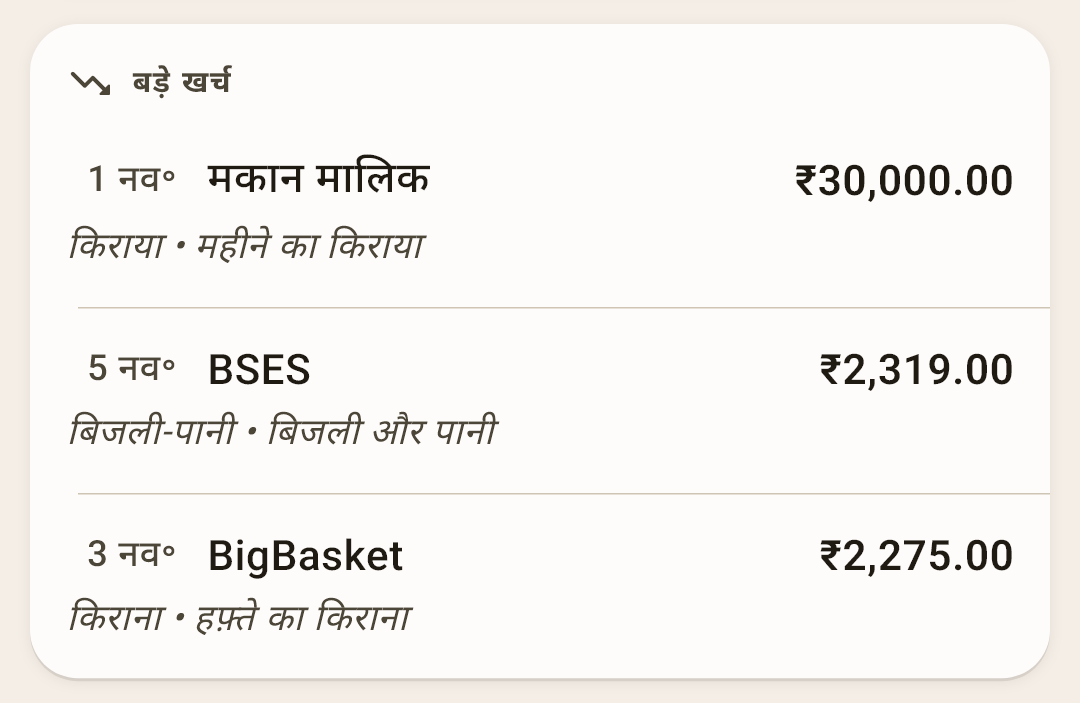 बड़े खर्च
1 नव॰ मकान मालिक ₹30,000.00
किराया • महीने का किराया
5 नव॰ BSES ₹2,319.00
बिजली-पानी • बिजली और पानी
3 नव॰ BigBasket ₹2,275.00
किराना • हफ़्ते का किराना